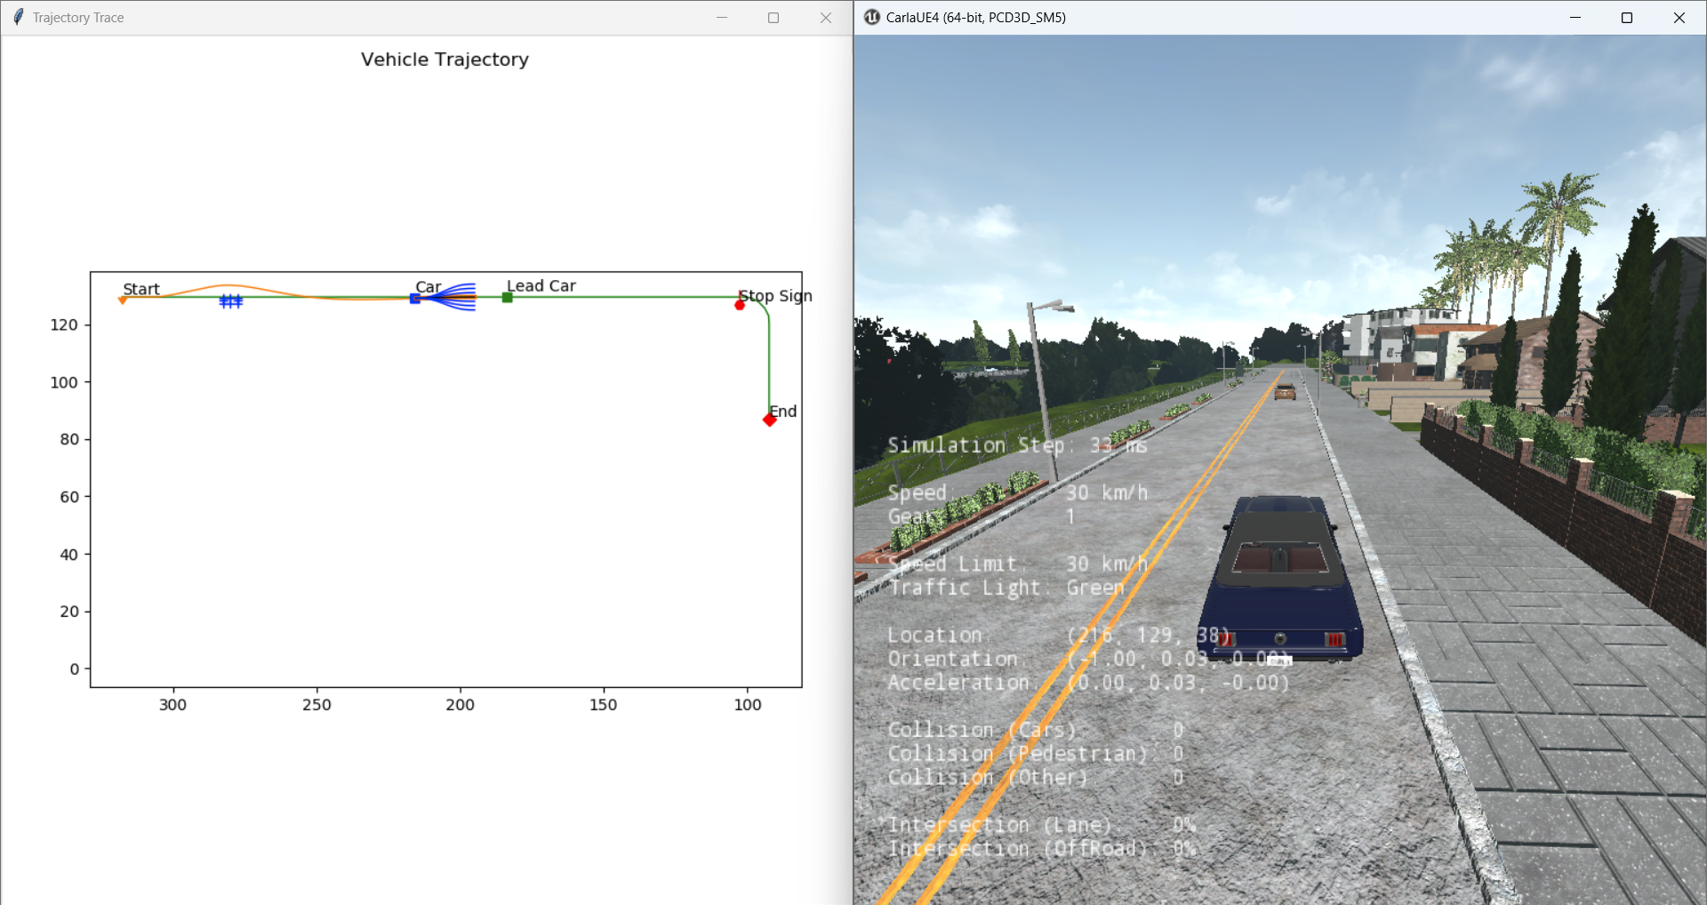 Trajectory Trace
Vehicle Trajectory
Start
Car
Lead Car
Stop Sign
End
120
100
80
60
40
20
0
300 250 200 150 100
CarlaUE4 (64-bit, PCD3D_SM5)
Simulation Step: 33 ms
Speed: 30 km/h
Gear: 1
Speed Limit: 30 km/h
Traffic Light: Green
Location: (216, 129, 38)
Orientation: (-1.00, 0.03, 0.00)
Acceleration: (0.00, 0.03, -0.00)
Collision (Cars): 0
Collision (Pedestrian): 0
Collision (Other): 0
Intersection (Lane): 0%
Intersection (OffRoad): 0%